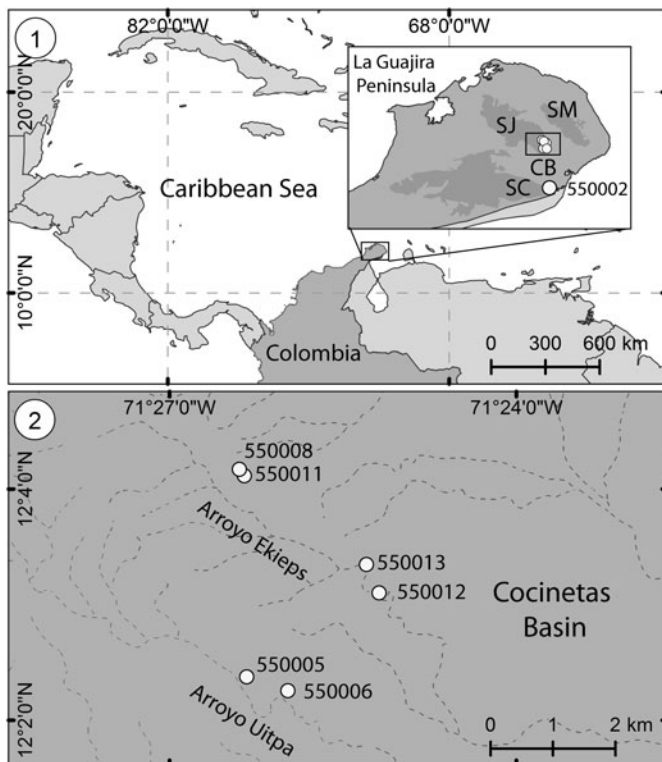 1
82°0'0"W
68°0'0"W
20°0'0"N
10°0'0"N
La Guajira
Peninsula
SJ
SM
CB
SC
550002
Caribbean Sea
Colombia
0 300 600 km
2
71°27'0"W
71°24'0"W
12°4'0"N
12°2'0"N
550008
550011
Arroyo Ekieps
550013
550012
Cocinetas
Basin
550005
550006
Arroyo Uitpa
0 1 2 km